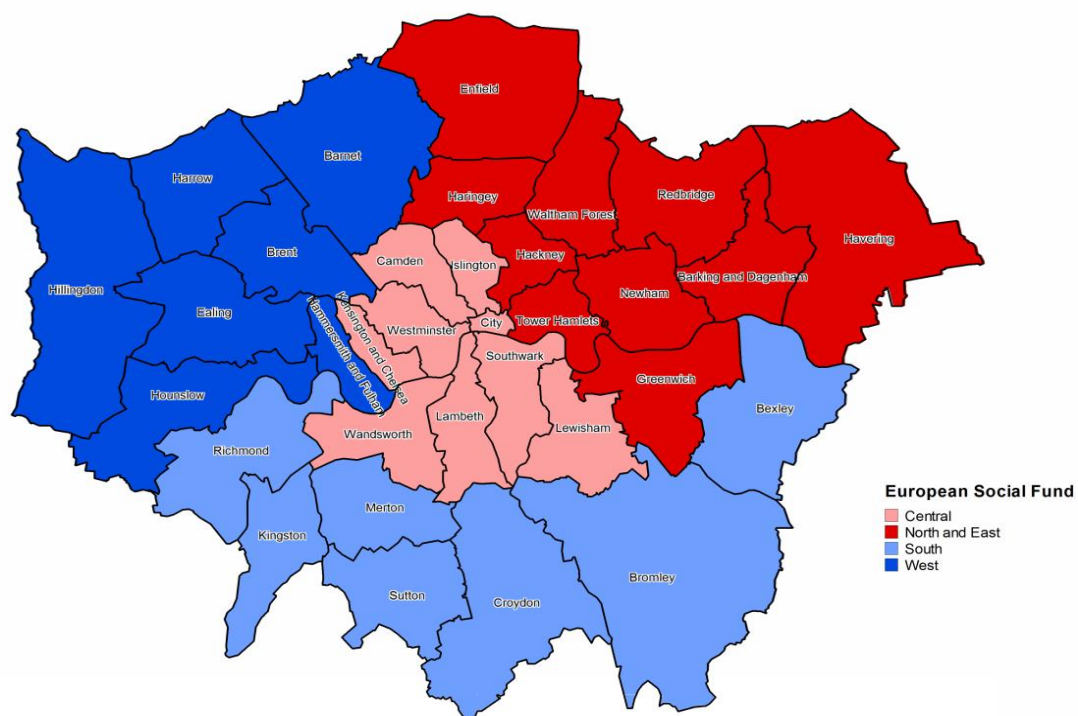 Enfield
Barnet
Harrow
Haringey
Waltham Forest
Redbridge
Havering
Brent
Camden
Islington
Hackney
Barking and Dagenham
Hillingdon
Ealing
Newham
Kensington and Chelsea
Hammersmith and Fulham
Westminster
City
Tower Hamlets
Southwark
Greenwich
Hounslow
Bexley
Lambeth
Lewisham
Wandsworth
Richmond
Merton
Kingston
Bromley
Sutton
Croydon
European Social Fund
Central
North and East
South
West